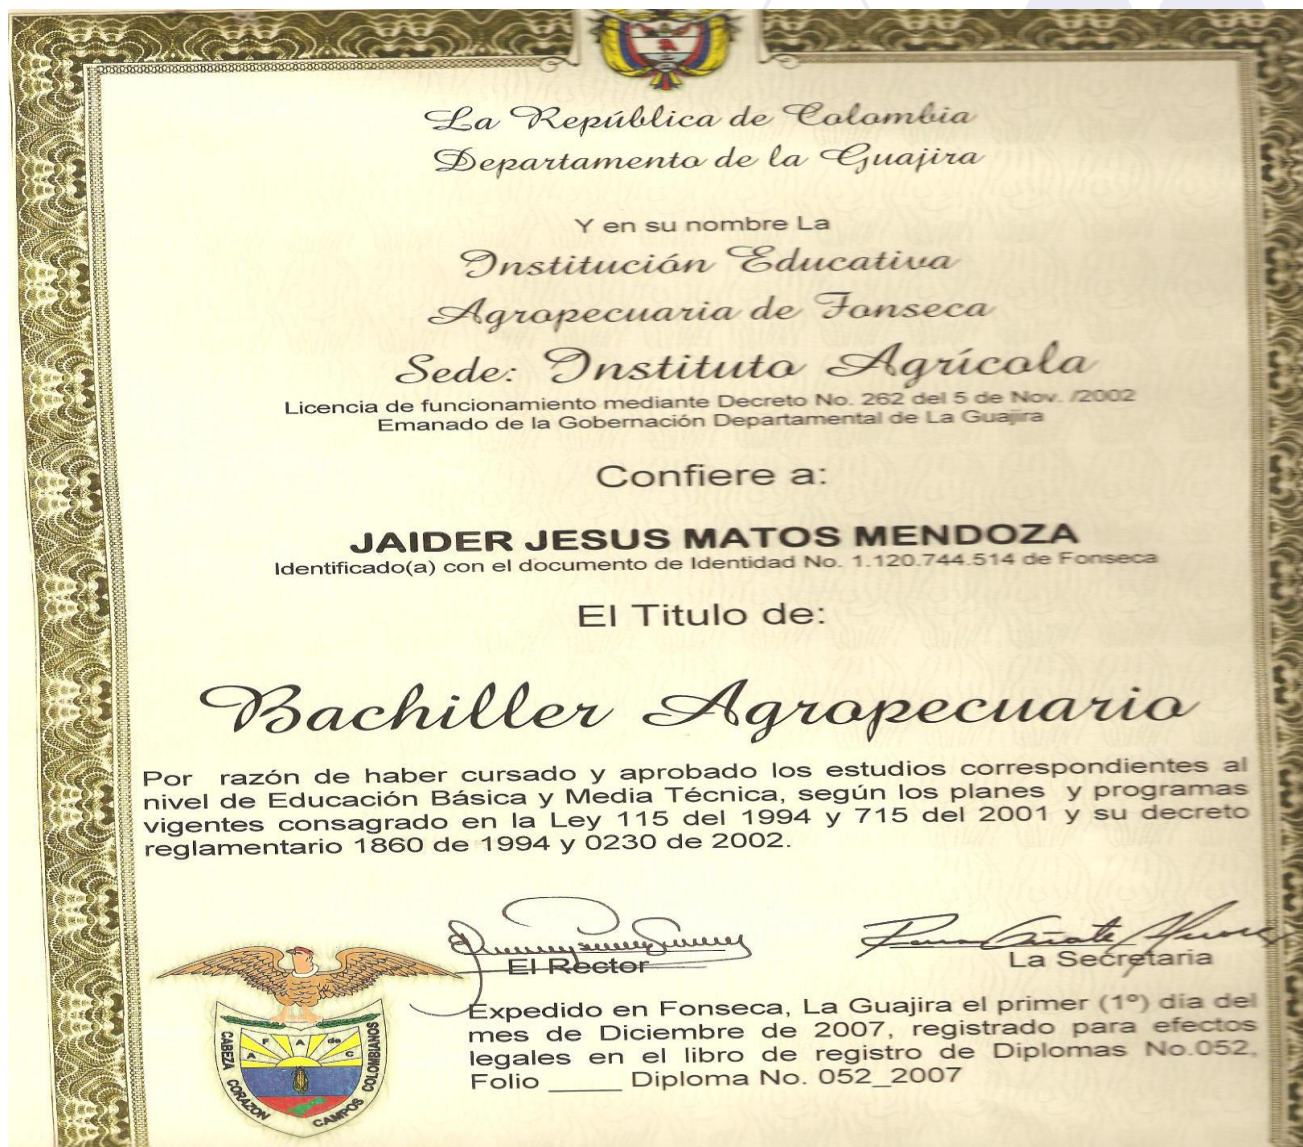 La República de Colombia
Departamento de la Guajira
Y en su nombre La
Institución Educativa
Agropecuaria de Fonseca
Sede: Instituto Agrícola
Licencia de funcionamiento mediante Decreto No. 262 del 5 de Nov. /2002
Emanado de la Gobernación Departamental de La Guajira
Confiere a:
JAIDER JESUS MATOS MENDOZA
Identificado(a) con el documento de Identidad No. 1.120.744.514 de Fonseca
El Titulo de:
Bachiller Agropecuario
Por razón de haber cursado y aprobado los estudios correspondientes al
nivel de Educación Básica y Media Técnica, según los planes y programas
vigentes consagrado en la Ley 115 del 1994 y 715 del 2001 y su decreto
reglamentario 1860 de 1994 y 0230 de 2002.
El Rector
La Secretaria
Expedido en Fonseca, La Guajira el primer (1º) dia del
mes de Diciembre de 2007, registrado para efectos
legales en el libro de registro de Diplomas No.052,
Folio _____ Diploma No. 052_2007
A F A de C
CABEZA CORAZON CAMPOS COLOMBIANOS